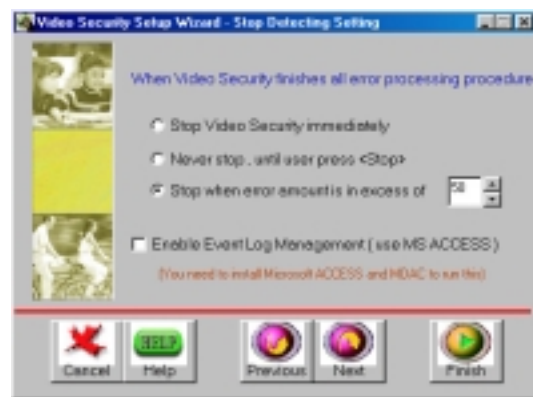 Video Security Setup Wizard - Stop Detecting Setting
When Video Security finishes all error processing procedure
Stop Video Security immediately
Never stop , until user press <Stop>
Stop when error amount is in excess of 50
Enable Event Log Management ( use MS ACCESS )
(You need to install Microsoft ACCESS and MDAC to run this)
Cancel
HELP
Help
Previous
Next
Finish